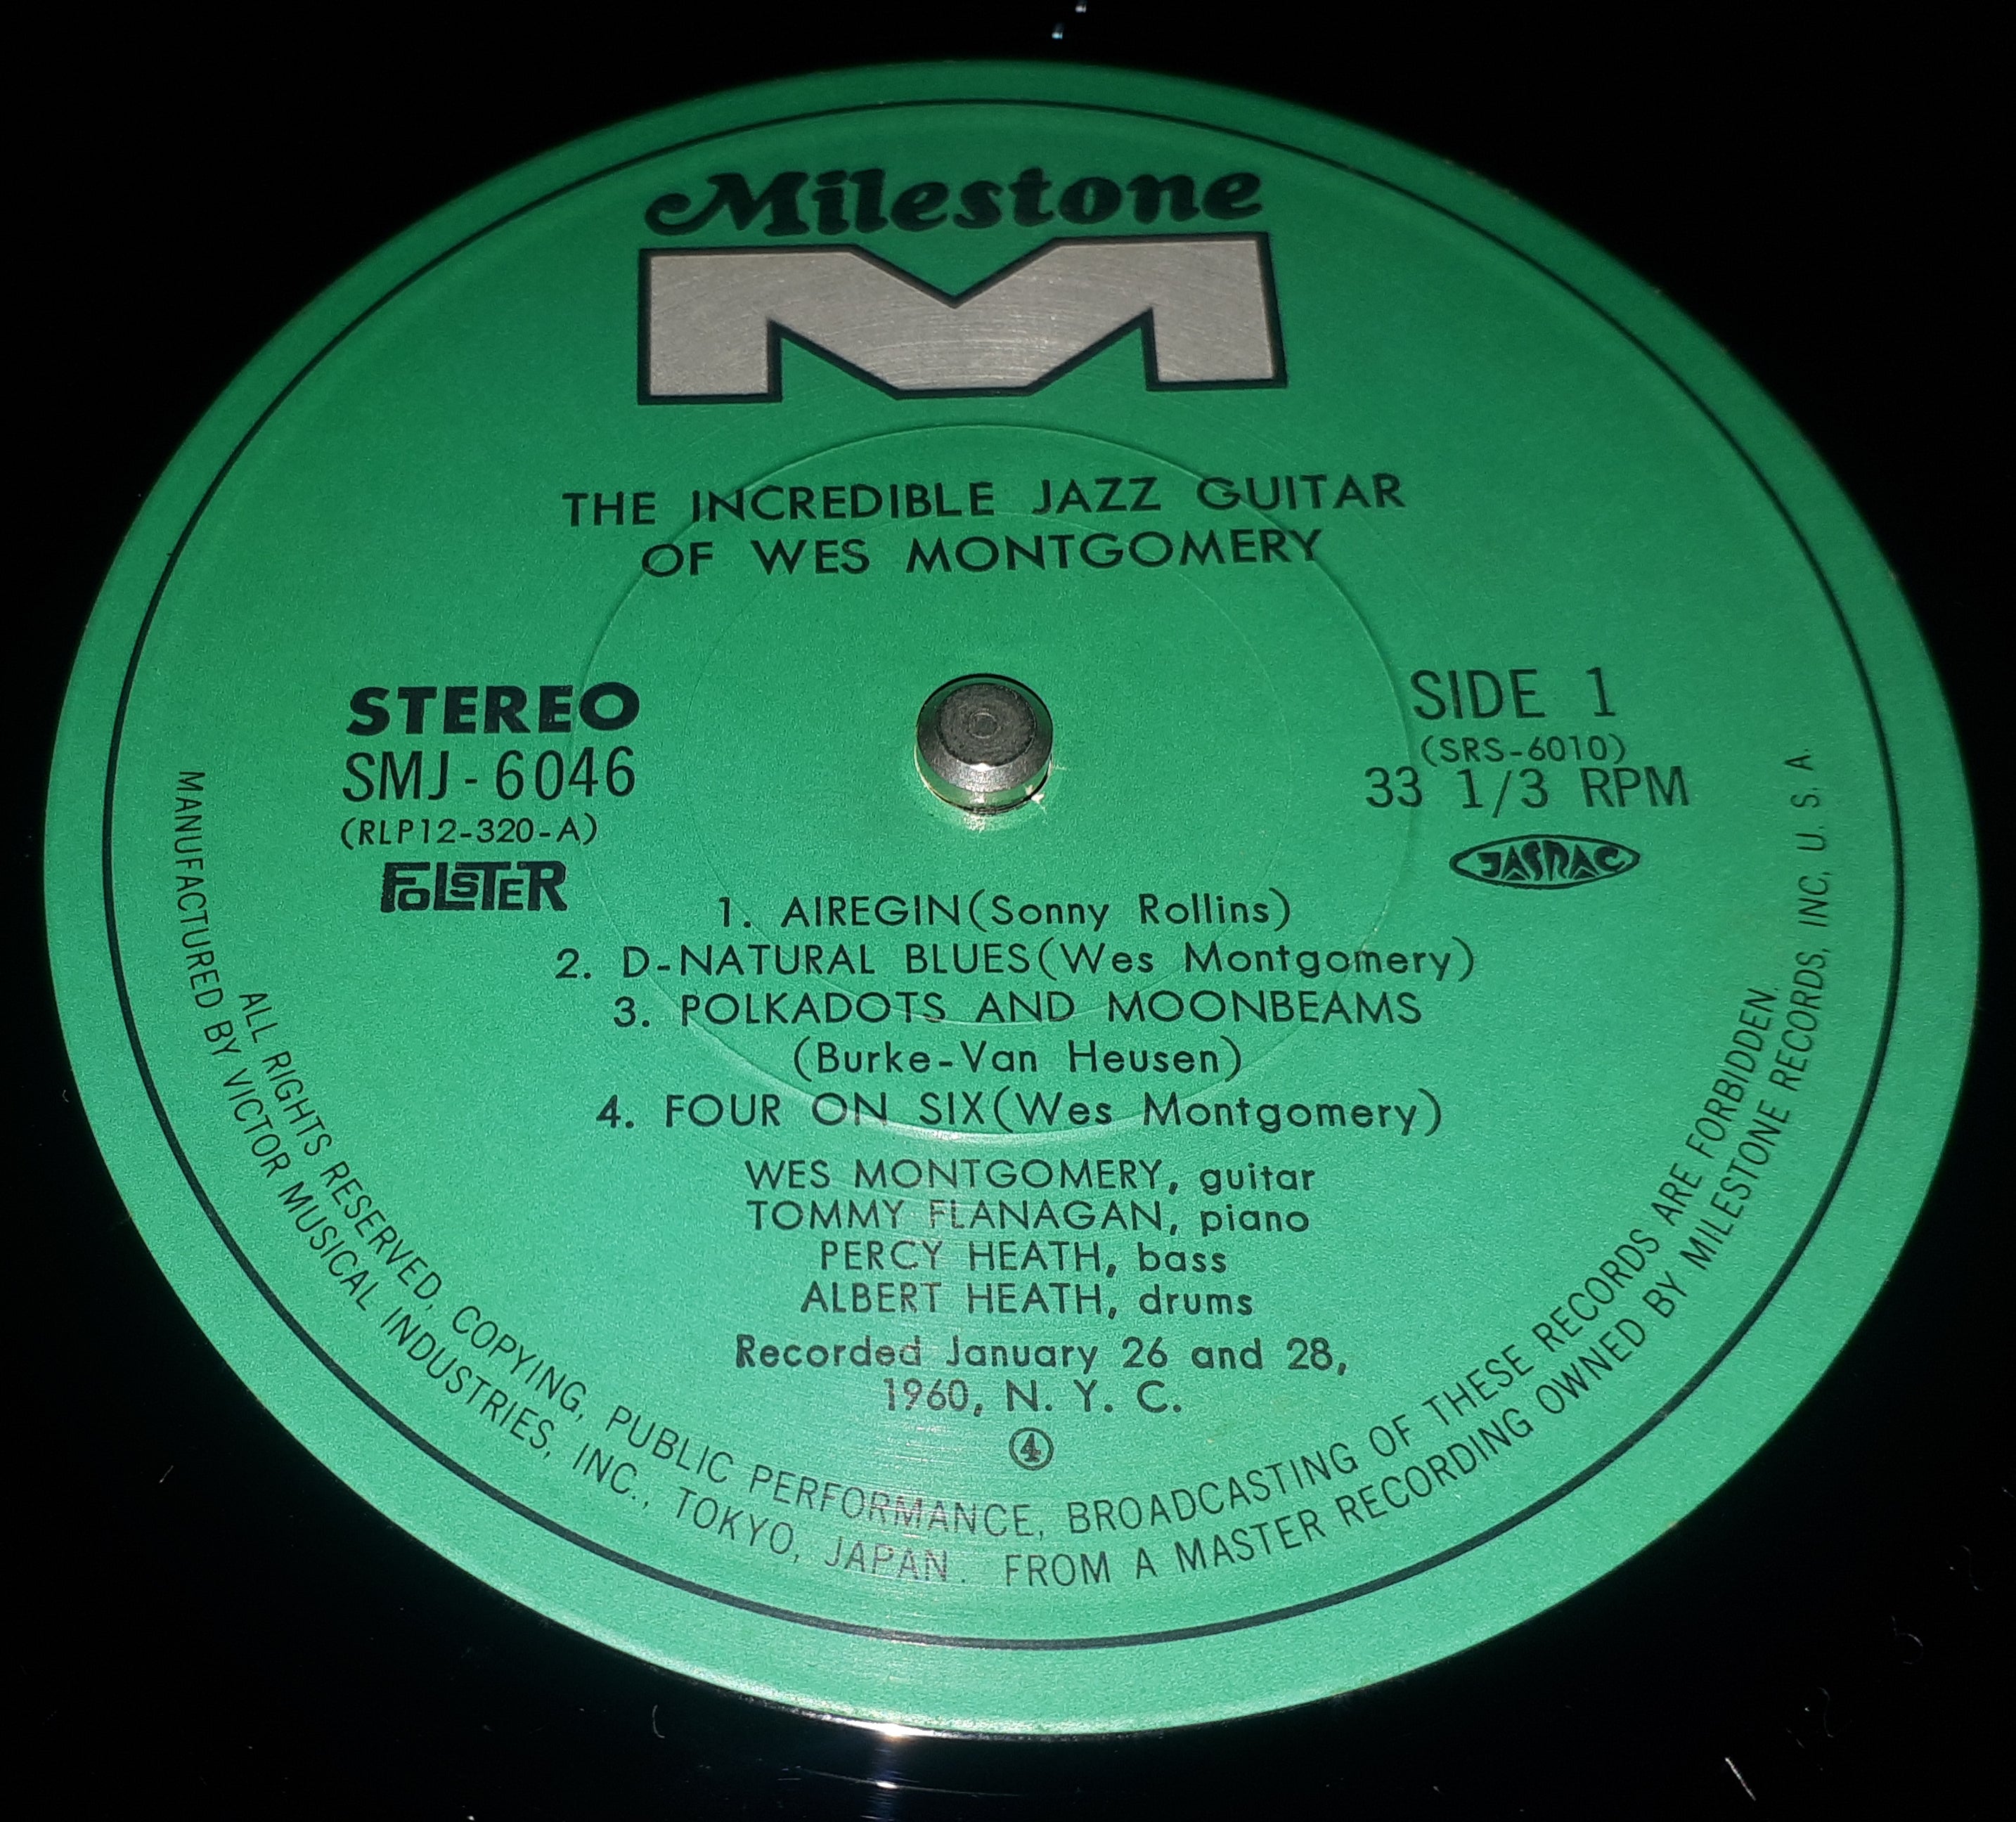 Milestone
M
THE INCREDIBLE JAZZ GUITAR
OF WES MONTGOMERY
STEREO
SMJ-6046
(RLP12-320-A)
FOLSTER
SIDE 1
(SRS-6010)
33 1/3 RPM
JASRAC
1. AIREGIN(Sonny Rollins)
2. D-NATURAL BLUES(Wes Montgomery)
3. POLKADOTS AND MOONBEAMS
(Burke-Van Heusen)
4. FOUR ON SIX(Wes Montgomery)
WES MONTGOMERY, guitar
TOMMY FLANAGAN, piano
PERCY HEATH, bass
ALBERT HEATH, drums
Recorded January 26 and 28,
1960, N. Y. C.
④
ALL RIGHTS RESERVED, COPYING, PUBLIC PERFORMANCE, BROADCASTING OF THESE RECORDS ARE FORBIDDEN.
MANUFACTURED BY VICTOR MUSICAL INDUSTRIES, INC., TOKYO, JAPAN. FROM A MASTER RECORDING OWNED BY MILESTONE RECORDS, INC, U. S. A.